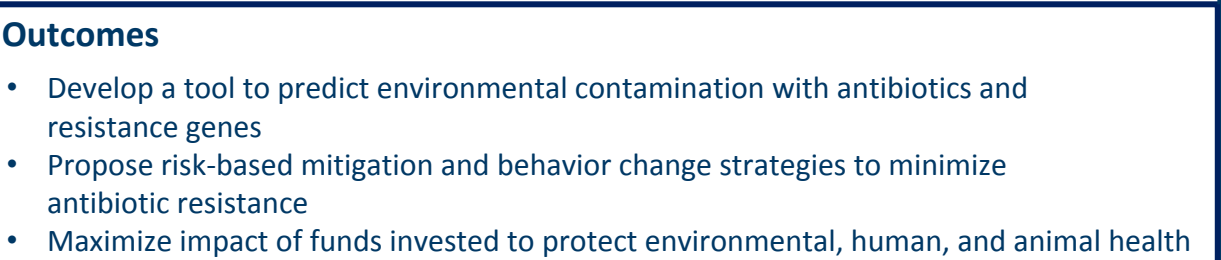 Outcomes
• Develop a tool to predict environmental contamination with antibiotics and
resistance genes
• Propose risk-based mitigation and behavior change strategies to minimize
antibiotic resistance
• Maximize impact of funds invested to protect environmental, human, and animal health